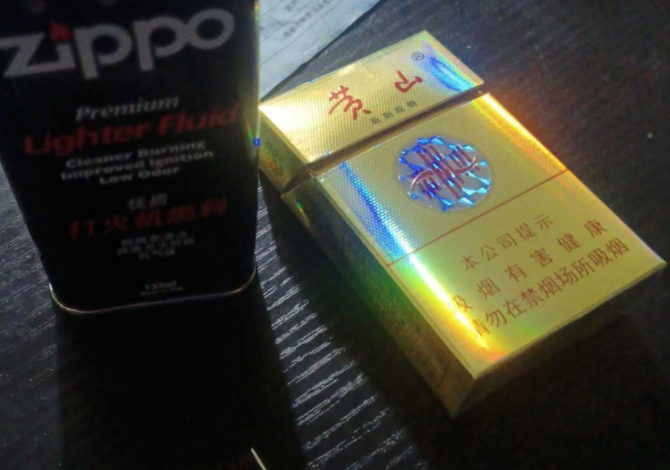 zippo
Premium
Lighter Fluid
Cleaner Burning
Improved Ignition
Low Odor
优质
打火机燃料
133ml
黄山
®
本公司提示
吸烟有害健康
请勿在禁烟场所吸烟